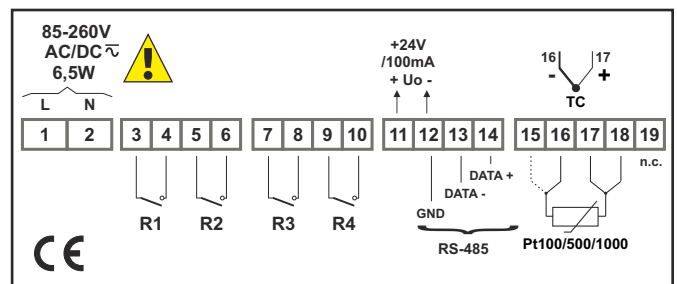 85-260V
AC/DC
6,5W
L N
+24V
/100mA
+ Uo -
16 17
- +
TC
1 2 3 4 5 6 7 8 9 10 11 12 13 14 15 16 17 18 19
n.c.
DATA +
DATA -
GND
R1 R2 R3 R4
RS-485
Pt100/500/1000
CE